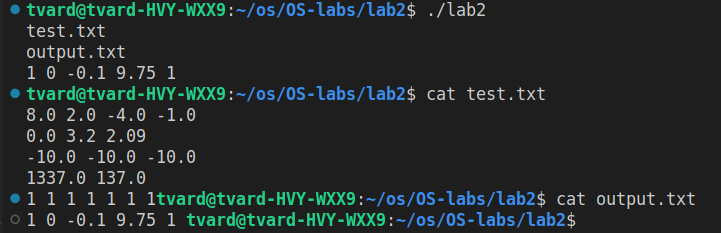 tvard@tvard-HVY-WXX9:~/os/OS-labs/lab2$ ./lab2
test.txt
output.txt
1 0 -0.1 9.75 1
tvard@tvard-HVY-WXX9:~/os/OS-labs/lab2$ cat test.txt
8.0 2.0 -4.0 -1.0
0.0 3.2 2.09
-10.0 -10.0 -10.0
1337.0 137.0
1 1 1 1 1 1 1tvard@tvard-HVY-WXX9:~/os/OS-labs/lab2$ cat output.txt
1 0 -0.1 9.75 1 tvard@tvard-HVY-WXX9:~/os/OS-labs/lab2$